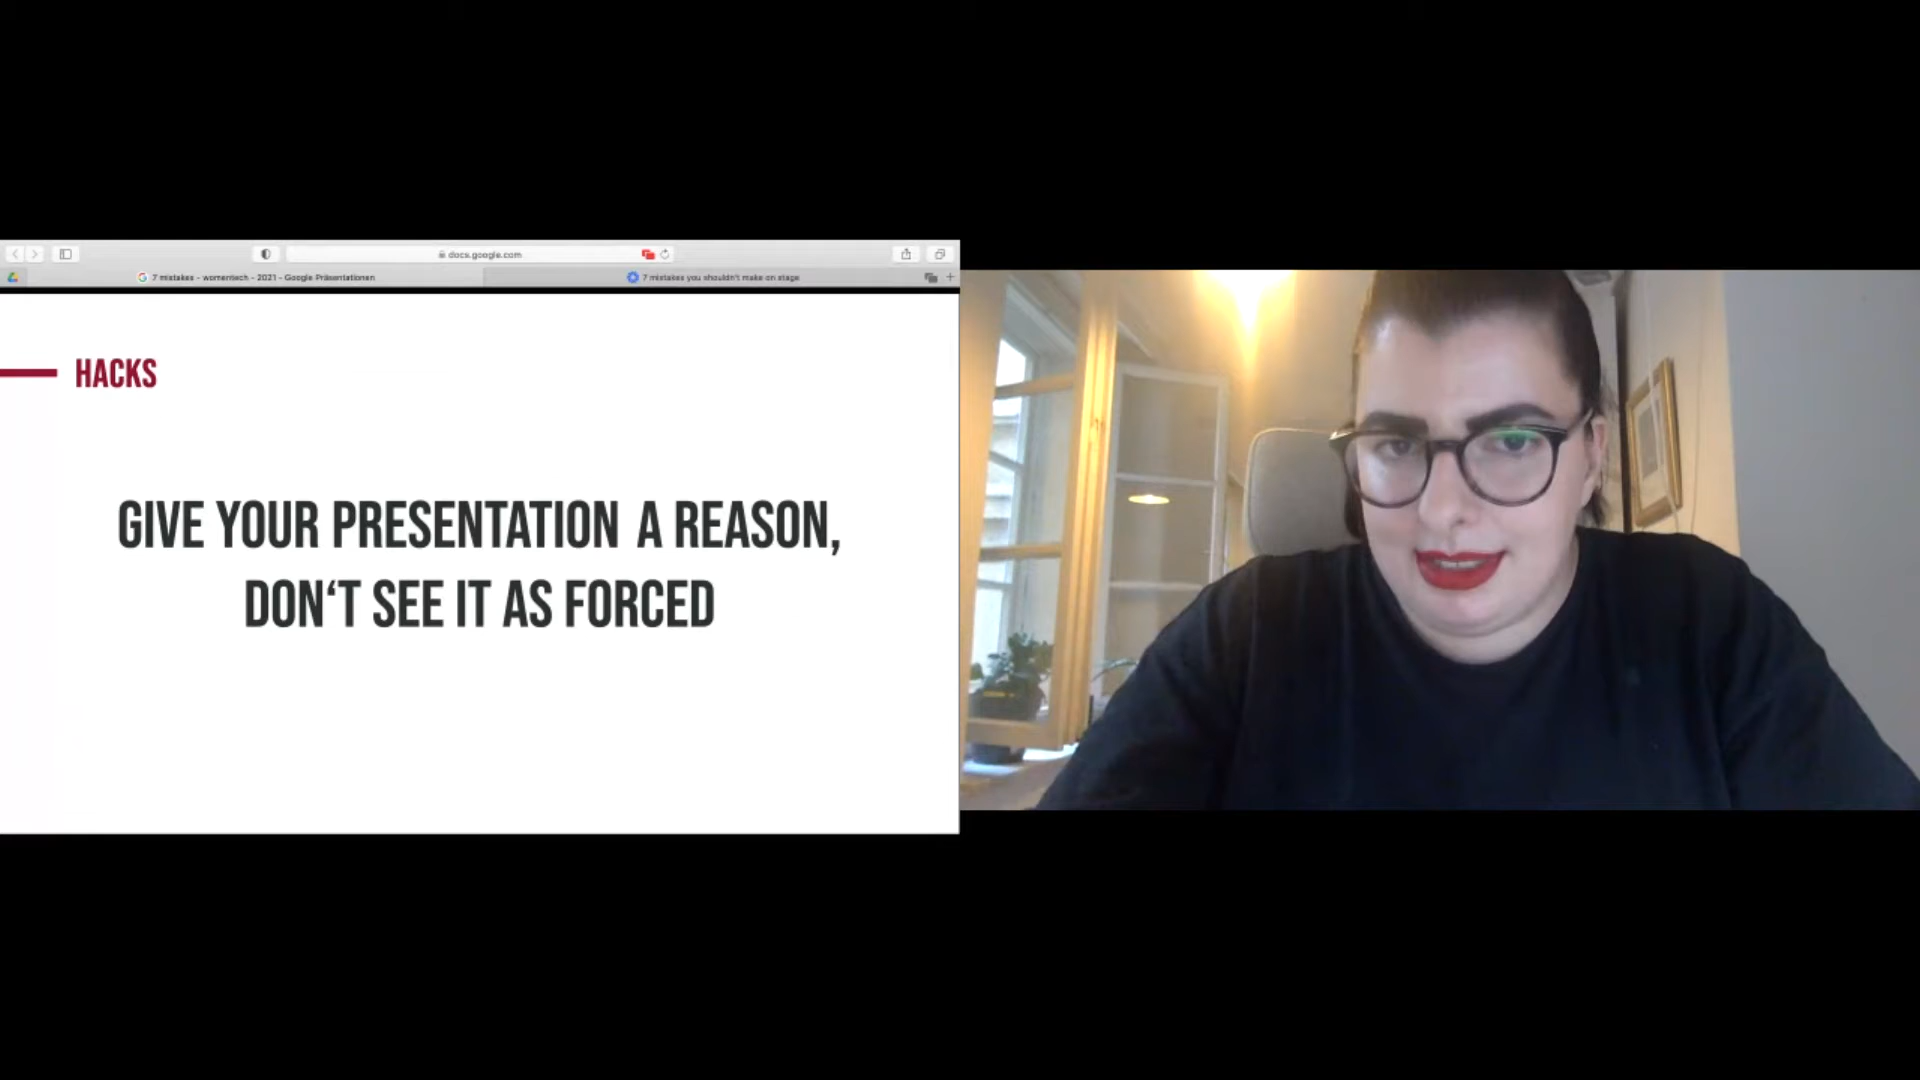 docs.google.com
7 mistakes - womentech - 2021 - Google Präsentationen
7 mistakes you shouldn't make on stage
HACKS
GIVE YOUR PRESENTATION A REASON,
DON‘T SEE IT AS FORCED